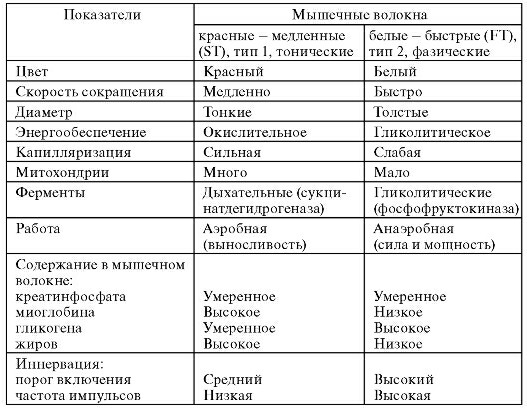 Показатели Мышечные волокна
красные – медленные (ST), тип 1, тонические белые – быстрые (FT), тип 2, фазические
Цвет Красный Белый
Скорость сокращения Медленно Быстро
Диаметр Тонкие Толстые
Энергообеспечение Окислительное Гликолитическое
Капилляризация Сильная Слабая
Митохондрии Много Мало
Ферменты Дыхательные (сукцинатдегидрогеназа) Гликолитические (фосфофруктокиназа)
Работа Аэробная (выносливость) Анаэробная (сила и мощность)
Содержание в мышечном
волокне:
креатинфосфата Умеренное Умеренное
миоглобина Высокое Низкое
гликогена Умеренное Высокое
жиров Высокое Низкое
Иннервация:
порог включения Средний Высокий
частота импульсов Низкая Высокая